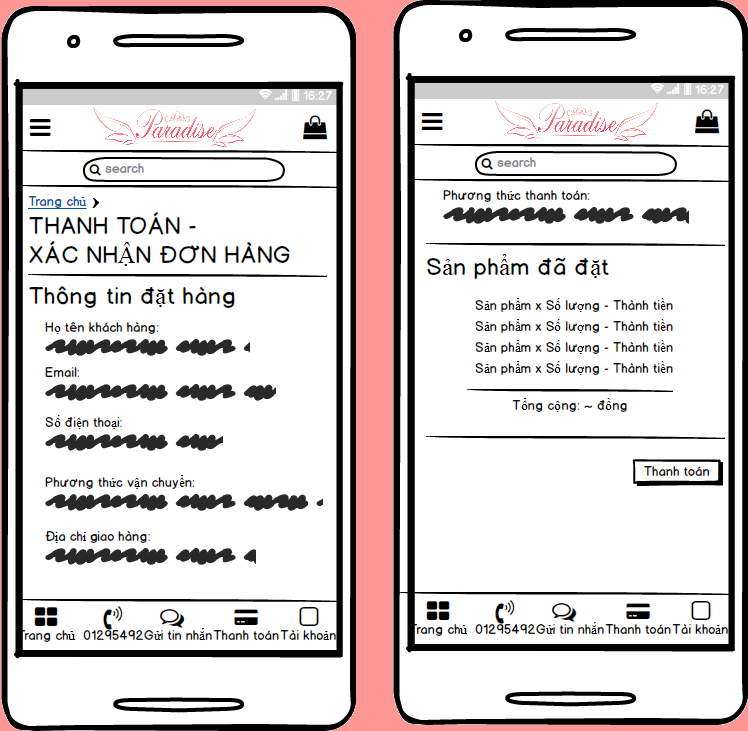 16:27
Paradise
search
Trang chủ
THANH TOÁN -
XÁC NHẬN ĐƠN HÀNG
Thông tin đặt hàng
Họ tên khách hàng:
Email:
Số điện thoại:
Phương thức vận chuyển:
Địa chỉ giao hàng:
Trang chủ 01295492 Gửi tin nhắn Thanh toán Tài khoản
16:27
Paradise
search
Phương thức thanh toán:
Sản phẩm đã đặt
Sản phẩm x Số lượng - Thành tiền
Sản phẩm x Số lượng - Thành tiền
Sản phẩm x Số lượng - Thành tiền
Sản phẩm x Số lượng - Thành tiền
Tổng cộng: ~ đồng
Thanh toán
Trang chủ 01295492 Gửi tin nhắn Thanh toán Tài khoản